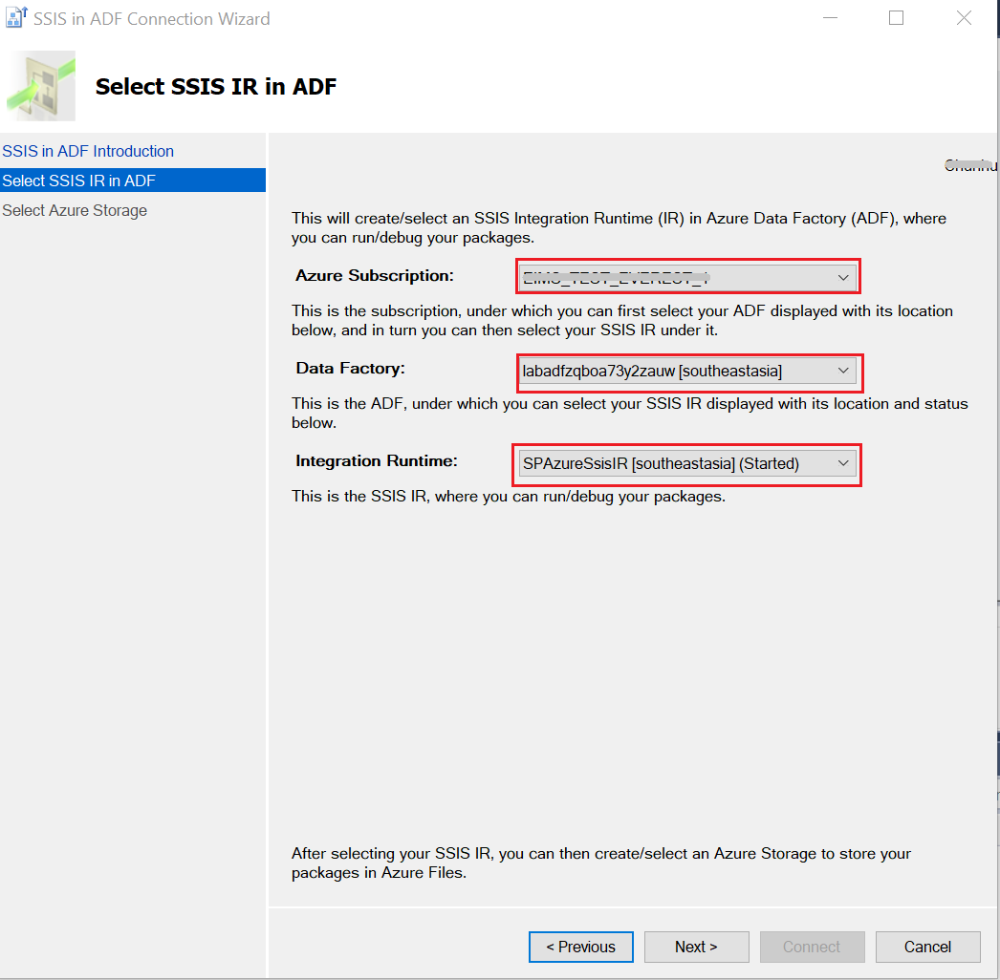 SSIS in ADF Connection Wizard
Select SSIS IR in ADF
SSIS in ADF Introduction
Select SSIS IR in ADF
Select Azure Storage
This will create/select an SSIS Integration Runtime (IR) in Azure Data Factory (ADF), where
you can run/debug your packages.
Azure Subscription:
This is the subscription, under which you can first select your ADF displayed with its location
below, and in turn you can then select your SSIS IR under it.
Data Factory:
labadfzqboa73y2zauw [southeastasia]
This is the ADF, under which you can select your SSIS IR displayed with its location and status
below.
Integration Runtime:
SPAzureSsisIR [southeastasia] (Started)
This is the SSIS IR, where you can run/debug your packages.
After selecting your SSIS IR, you can then create/select an Azure Storage to store your
packages in Azure Files.
< Previous
Next >
Connect
Cancel